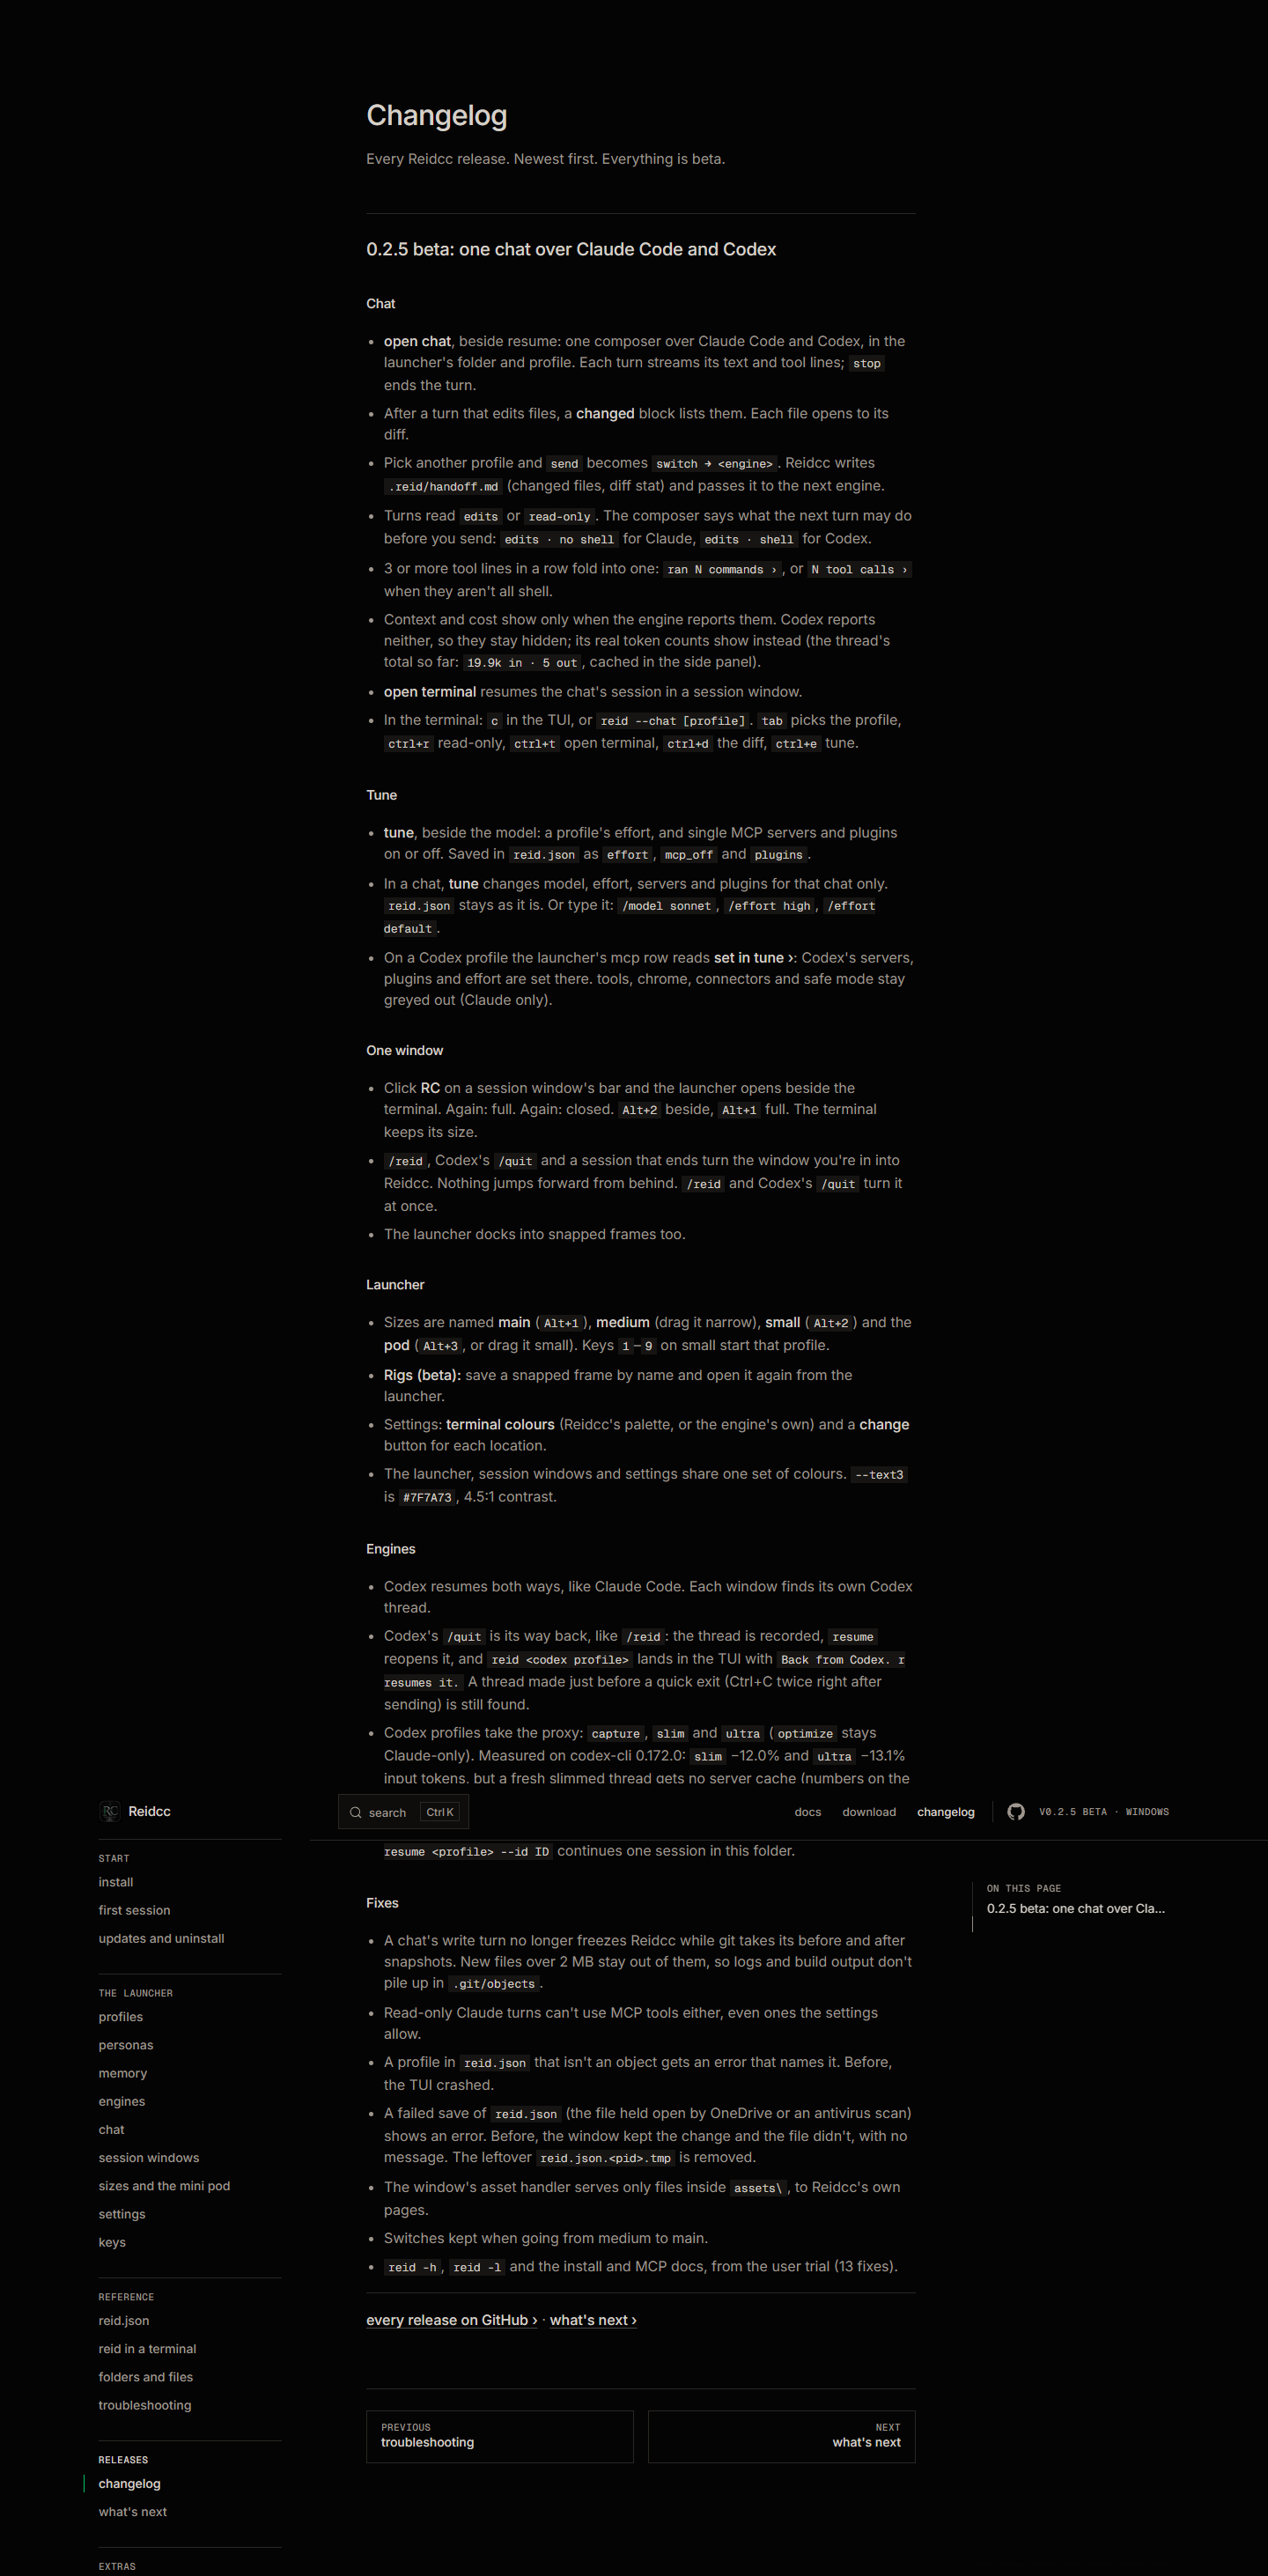 Changelog
Every Reidcc release. Newest first. Everything is beta.
0.2.5 beta: one chat over Claude Code and Codex
Chat
• open chat, beside resume: one composer over Claude Code and Codex, in the
launcher's folder and profile. Each turn streams its text and tool lines; stop
ends the turn.
• After a turn that edits files, a changed block lists them. Each file opens to its
diff.
• Pick another profile and send becomes switch → <engine>. Reidcc writes
.reid/handoff.md (changed files, diff stat) and passes it to the next engine.
• Turns read edits or read-only. The composer says what the next turn may do
before you send: edits · no shell for Claude, edits · shell for Codex.
• 3 or more tool lines in a row fold into one: ran N commands ›, or N tool calls ›
when they aren't all shell.
• Context and cost show only when the engine reports them. Codex reports
neither, so they stay hidden; its real token counts show instead (the thread's
total so far: 19.9k in · 5 out, cached in the side panel).
• open terminal resumes the chat's session in a session window.
• In the terminal: c in the TUI, or reid --chat [profile]. tab picks the profile,
ctrl+r read-only, ctrl+t open terminal, ctrl+d the diff, ctrl+e tune.
Tune
• tune, beside the model: a profile's effort, and single MCP servers and plugins
on or off. Saved in reid.json as effort, mcp_off and plugins.
• In a chat, tune changes model, effort, servers and plugins for that chat only.
reid.json stays as it is. Or type it: /model sonnet, /effort high, /effort
default.
• On a Codex profile the launcher's mcp row reads set in tune ›: Codex's servers,
plugins and effort are set there. tools, chrome, connectors and safe mode stay
greyed out (Claude only).
One window
• Click RC on a session window's bar and the launcher opens beside the
terminal. Again: full. Again: closed. Alt+2 beside, Alt+1 full. The terminal
keeps its size.
• /reid, Codex's /quit and a session that ends turn the window you're in into
Reidcc. Nothing jumps forward from behind. /reid and Codex's /quit turn it
at once.
• The launcher docks into snapped frames too.
Launcher
• Sizes are named main (Alt+1), medium (drag it narrow), small (Alt+2) and the
pod (Alt+3, or drag it small). Keys 1–9 on small start that profile.
• Rigs (beta): save a snapped frame by name and open it again from the
launcher.
• Settings: terminal colours (Reidcc's palette, or the engine's own) and a change
button for each location.
• The launcher, session windows and settings share one set of colours. --text3
is #7F7A73, 4.5:1 contrast.
Engines
• Codex resumes both ways, like Claude Code. Each window finds its own Codex
thread.
• Codex's /quit is its way back, like /reid: the thread is recorded, resume
reopens it, and reid <codex profile> lands in the TUI with Back from Codex. r
resumes it. A thread made just before a quick exit (Ctrl+C twice right after
sending) is still found.
• Codex profiles take the proxy: capture, slim and ultra (optimize stays
Claude-only). Measured on codex-cli 0.172.0: slim −12.0% and ultra −13.1%
input tokens, but a fresh slimmed thread gets no server cache (numbers on the
RC Reidcc
search Ctrl K
docs download changelog V0.2.5 BETA · WINDOWS
resume <profile> --id ID continues one session in this folder.
START
install
first session
updates and uninstall
THE LAUNCHER
profiles
personas
memory
engines
chat
session windows
sizes and the mini pod
settings
keys
REFERENCE
reid.json
reid in a terminal
folders and files
troubleshooting
RELEASES
changelog
what's next
EXTRAS
ON THIS PAGE
0.2.5 beta: one chat over Cla...
Fixes
• A chat's write turn no longer freezes Reidcc while git takes its before and after
snapshots. New files over 2 MB stay out of them, so logs and build output don't
pile up in .git/objects.
• Read-only Claude turns can't use MCP tools either, even ones the settings
allow.
• A profile in reid.json that isn't an object gets an error that names it. Before,
the TUI crashed.
• A failed save of reid.json (the file held open by OneDrive or an antivirus scan)
shows an error. Before, the window kept the change and the file didn't, with no
message. The leftover reid.json.<pid>.tmp is removed.
• The window's asset handler serves only files inside assets\, to Reidcc's own
pages.
• Switches kept when going from medium to main.
• reid -h, reid -l and the install and MCP docs, from the user trial (13 fixes).
every release on GitHub › · what's next ›
PREVIOUS
troubleshooting
NEXT
what's next